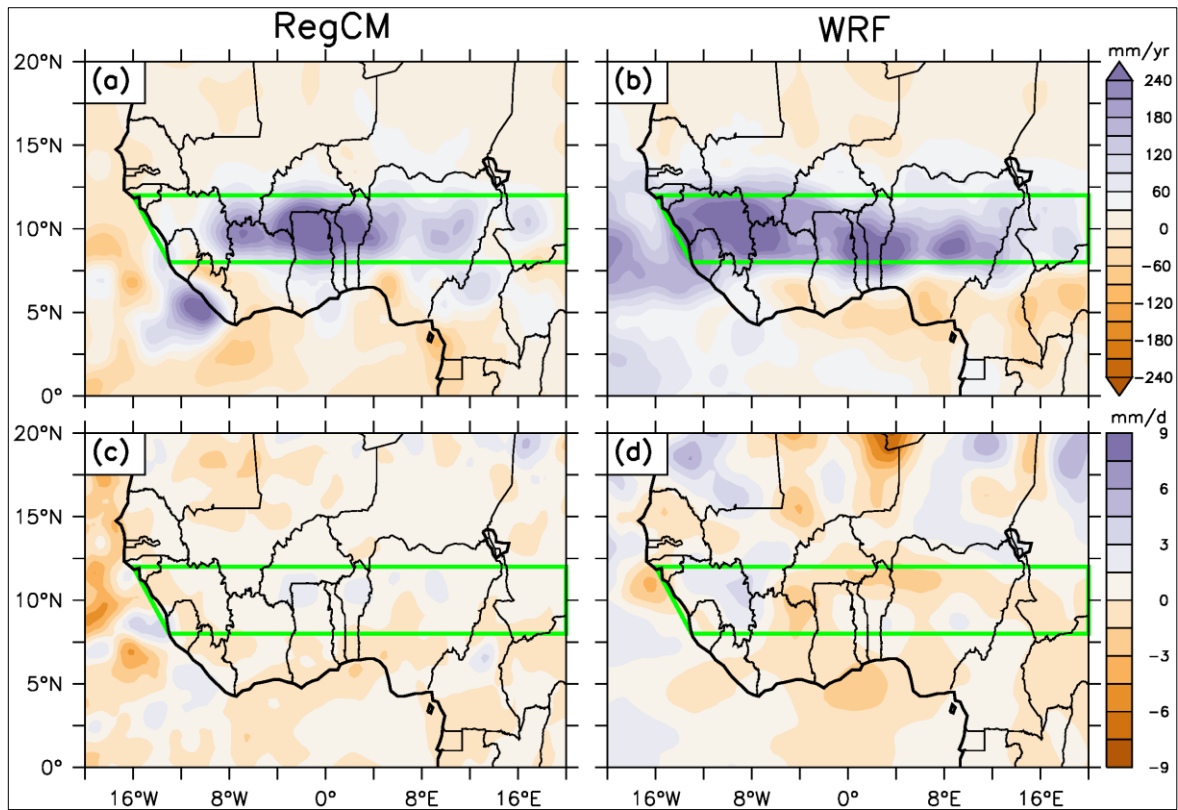 RegCM WRF
mm/yr
20°N (a) (b) 240
180
15°N 120
60
10°N 0
-60
5°N -120
-180
0° -240
mm/d
20°N (c) (d) 9
6
15°N 3
10°N 0
-3
5°N -6
0° -9
16°W 8°W 0° 8°E 16°E 16°W 8°W 0° 8°E 16°E